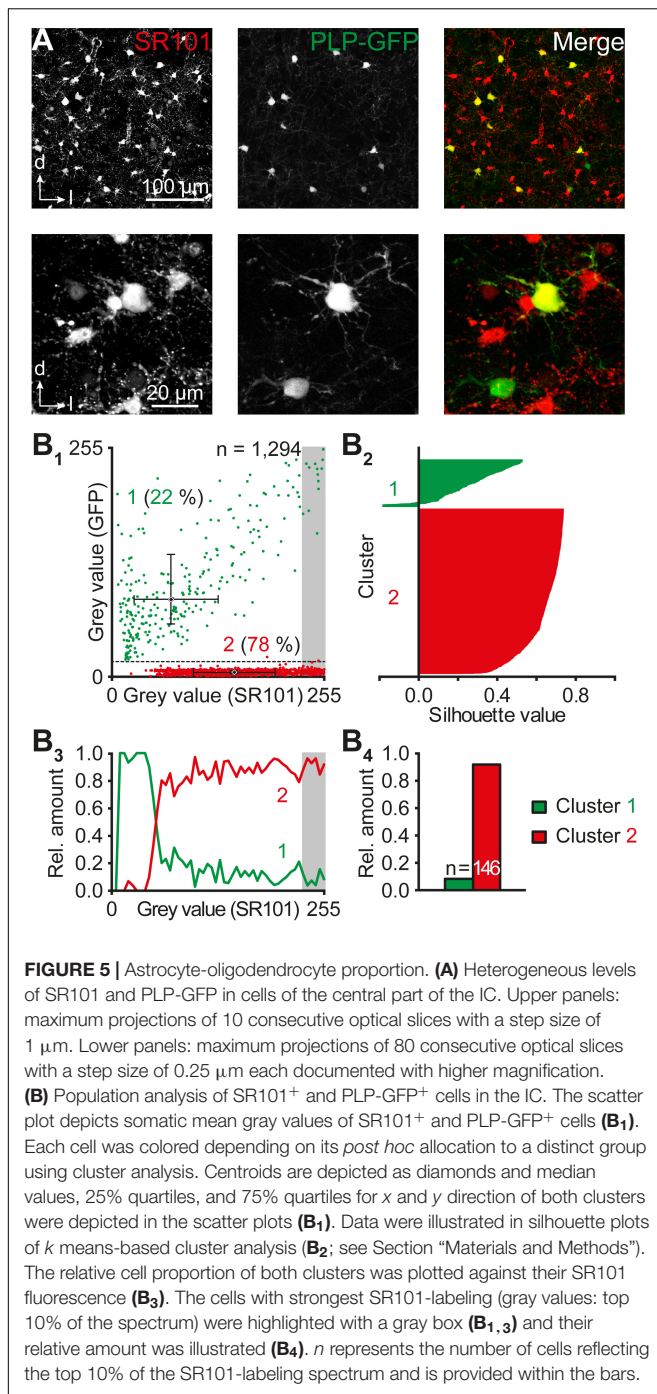 A
SR101
PLP-GFP
Merge
d
l
100 µm
d
l
20 µm
B1
255
n = 1,294
1 (22 %)
Grey value (GFP)
2 (78 %)
0
0 Grey value (SR101) 255
B2
1
Cluster
2
0.0 0.4 0.8
Silhouette value
B3
1.0
0.8
0.6
0.4
0.2
0.0
Rel. amount
2
1
0 Grey value (SR101) 255
B4
1.0
0.8
0.6
0.4
0.2
0.0
Rel. amount
n= 146
Cluster 1
Cluster 2
FIGURE 5 | Astrocyte-oligodendrocyte proportion. (A) Heterogeneous levels
of SR101 and PLP-GFP in cells of the central part of the IC. Upper panels:
maximum projections of 10 consecutive optical slices with a step size of
1 µm. Lower panels: maximum projections of 80 consecutive optical slices
with a step size of 0.25 µm each documented with higher magnification.
(B) Population analysis of SR101+ and PLP-GFP+ cells in the IC. The scatter
plot depicts somatic mean gray values of SR101+ and PLP-GFP+ cells (B1).
Each cell was colored depending on its post hoc allocation to a distinct group
using cluster analysis. Centroids are depicted as diamonds and median
values, 25% quartiles, and 75% quartiles for x and y direction of both clusters
were depicted in the scatter plots (B1). Data were illustrated in silhouette plots
of k means-based cluster analysis (B2; see Section “Materials and Methods”).
The relative cell proportion of both clusters was plotted against their SR101
fluorescence (B3). The cells with strongest SR101-labeling (gray values: top
10% of the spectrum) were highlighted with a gray box (B1,3) and their
relative amount was illustrated (B4). n represents the number of cells reflecting
the top 10% of the SR101-labeling spectrum and is provided within the bars.